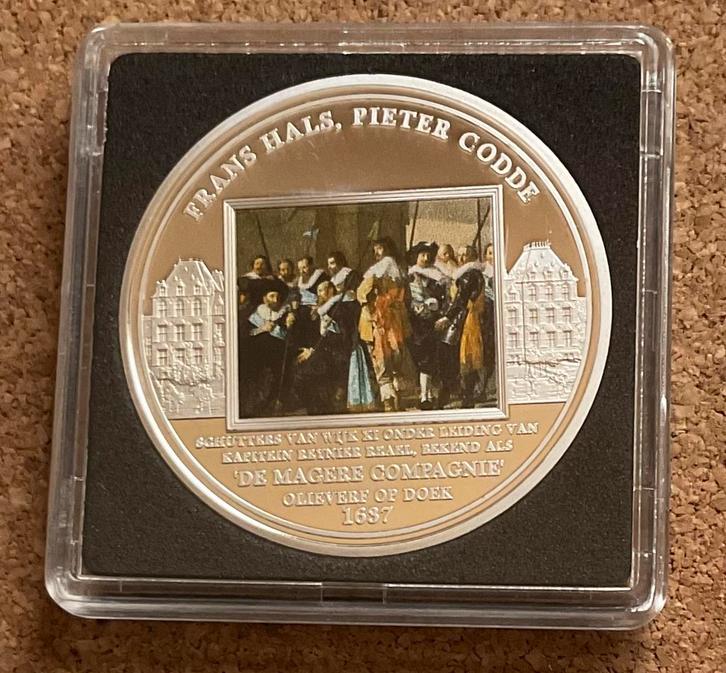 FRANS HALS, PIETER CODDE
SCHUTTERS VAN WIJK XI ONDER LEIDING VAN
KAPITEIN REYNIER REAEL, BEKEND ALS
'DE MAGERE COMPAGNIE'
OLIEVERF OP DOEK
1637